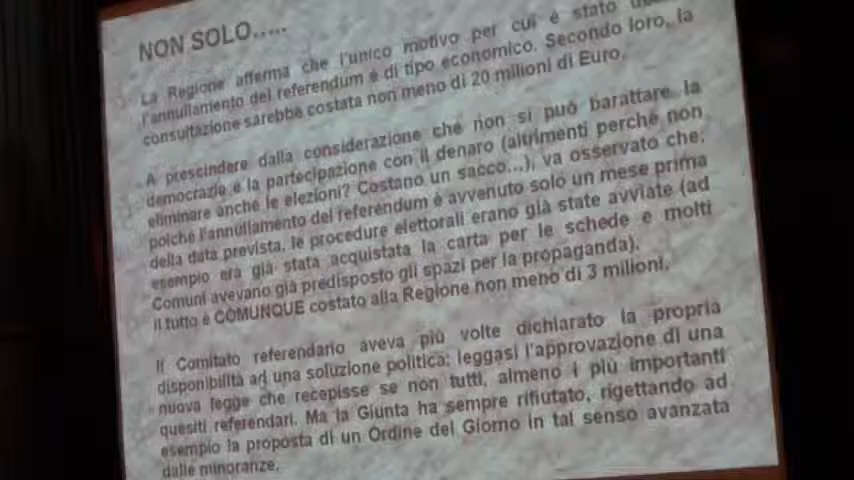 NON SOLO.....
La Regione afferma che l'unico motivo per cui è stato
l'annullamento del referendum è di tipo economico. Secondo loro, la
consultazione sarebbe costata non meno di 20 milioni di Euro.
A prescindere dalla considerazione che non si può barattare la
democrazie e la partecipazione con il denaro (altrimenti perché non
eliminare anche le elezioni? Costano un sacco...), va osservato che,
poiché l'annullamento del referendum è avvenuto solo un mese prima
della data prevista, le procedure elettorali erano già state avviate (ad
esempio era già stata acquistata la carta per le schede e molti
Comuni avevano già predisposto gli spazi per la propaganda).
Il tutto è COMUNQUE costato alla Regione non meno di 3 milioni.
Il Comitato referendario aveva più volte dichiarato la propria
disponibilità ad una soluzione politica: leggasi l'approvazione di una
nuova legge che recepisse se non tutti, almeno i più importanti
quesiti referendari. Ma la Giunta ha sempre rifiutato, rigettando ad
esempio la proposta di un Ordine del Giorno in tal senso avanzata
dalle minoranze.